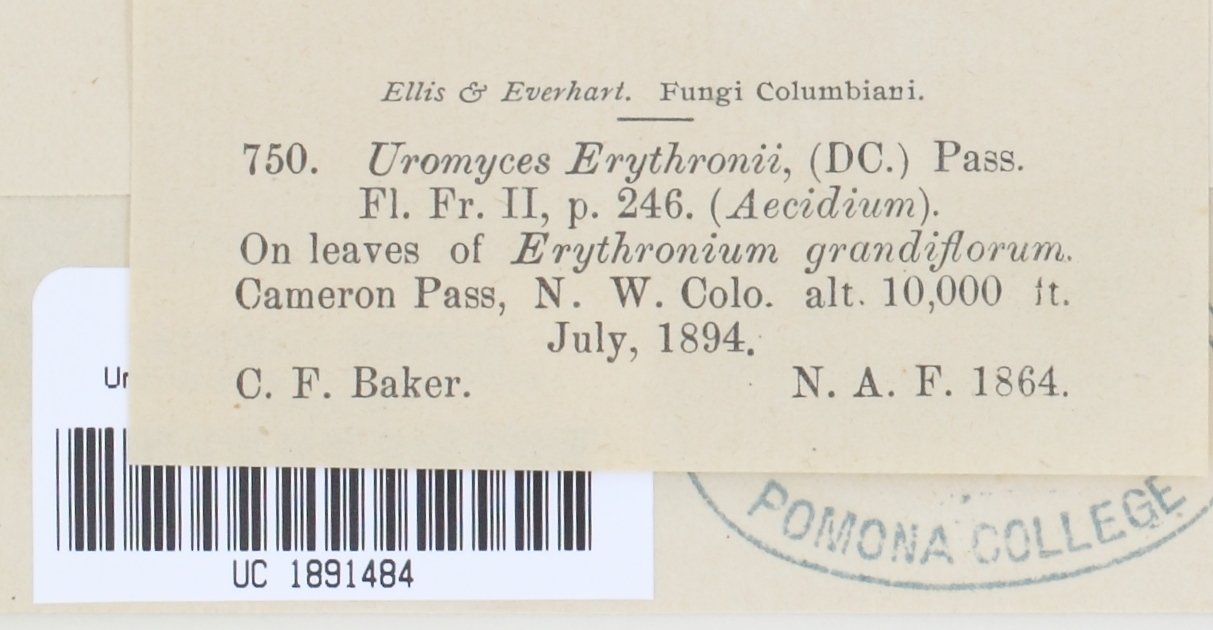 Ellis & Everhart. Fungi Columbiani.
750. Uromyces Erythronii, (DC.) Pass.
Fl. Fr. II, p. 246. (Aecidium).
On leaves of Erythronium grandiflorum.
Cameron Pass, N. W. Colo. alt. 10,000 ft.
July, 1894.
C. F. Baker. N. A. F. 1864.
UC 1891484
POMONA COLLEGE